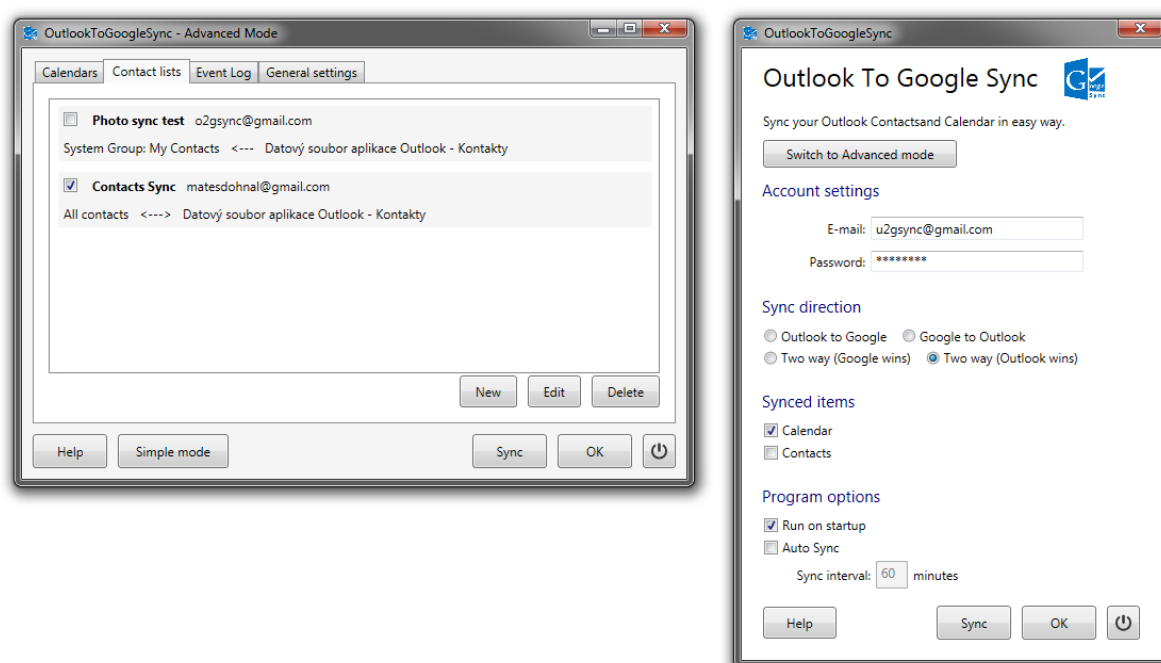 OutlookToGoogleSync - Advanced Mode
Calendars Contact lists Event Log General settings
Photo sync test o2gsync@gmail.com
System Group: My Contacts <--- Datový soubor aplikace Outlook - Kontakty
Contacts Sync matesdohnal@gmail.com
All contacts <---> Datový soubor aplikace Outlook - Kontakty
New Edit Delete
Help Simple mode Sync OK
OutlookToGoogleSync
Outlook To Google Sync
G oogle
Sync
Sync your Outlook Contactsand Calendar in easy way.
Switch to Advanced mode
Account settings
E-mail: u2gsync@gmail.com
Password: ********
Sync direction
Outlook to Google Google to Outlook
Two way (Google wins) Two way (Outlook wins)
Synced items
Calendar
Contacts
Program options
Run on startup
Auto Sync
Sync interval: 60 minutes
Help Sync OK